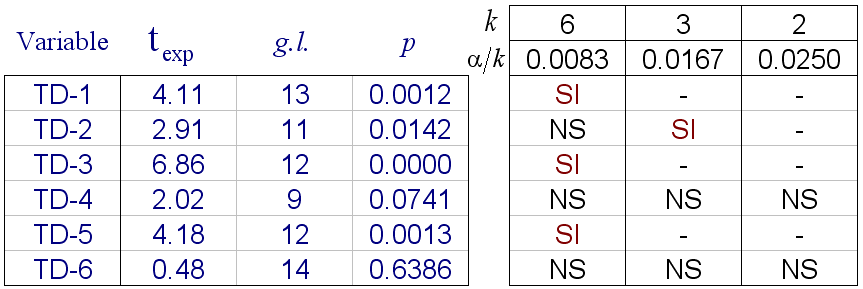 Variable t exp g.l. p k 6 3 2
α/k 0.0083 0.0167 0.0250
TD-1 4.11 13 0.0012 SI - -
TD-2 2.91 11 0.0142 NS SI -
TD-3 6.86 12 0.0000 SI - -
TD-4 2.02 9 0.0741 NS NS NS
TD-5 4.18 12 0.0013 SI - -
TD-6 0.48 14 0.6386 NS NS NS